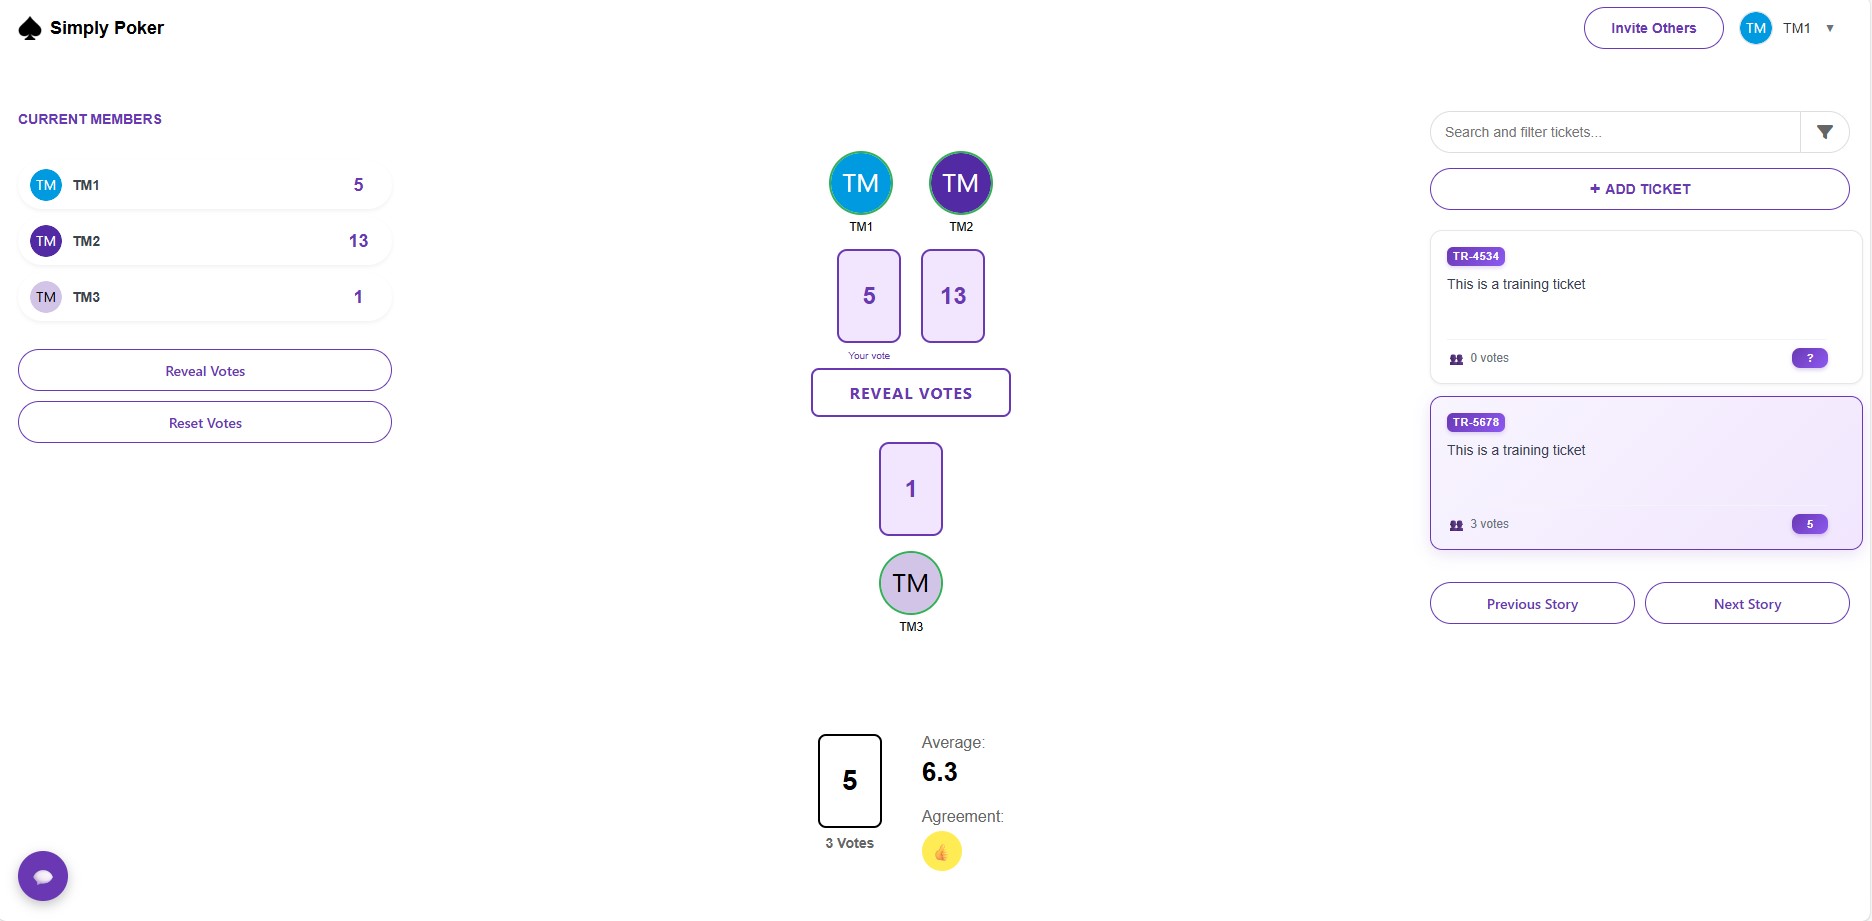 Simply Poker
Invite Others
TM TM1 ▼
CURRENT MEMBERS
TM TM1 5
TM TM2 13
TM TM3 1
Reveal Votes
Reset Votes
TM TM
TM1 TM2
5 13
Your vote
REVEAL VOTES
1
TM
TM3
5
3 Votes
Average:
6.3
Agreement:
Search and filter tickets...
+ ADD TICKET
TR-4534
This is a training ticket
0 votes ?
TR-5678
This is a training ticket
3 votes 5
Previous Story Next Story